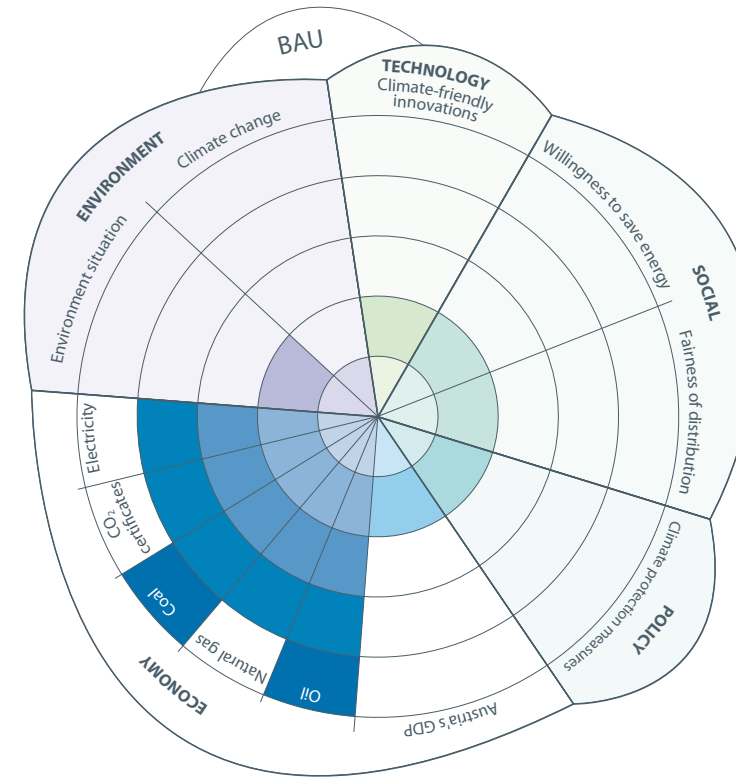 BAU
TECHNOLOGY
Climate-friendly
innovations
ENVIRONMENT
Climate change
Environment situation
Willingness to save energy
SOCIAL
Fairness of distribution
Electricity
CO₂
certificates
Coal
Natural gas
Oil
ECONOMY
Austria's GDP
Climate protection measures
POLICY